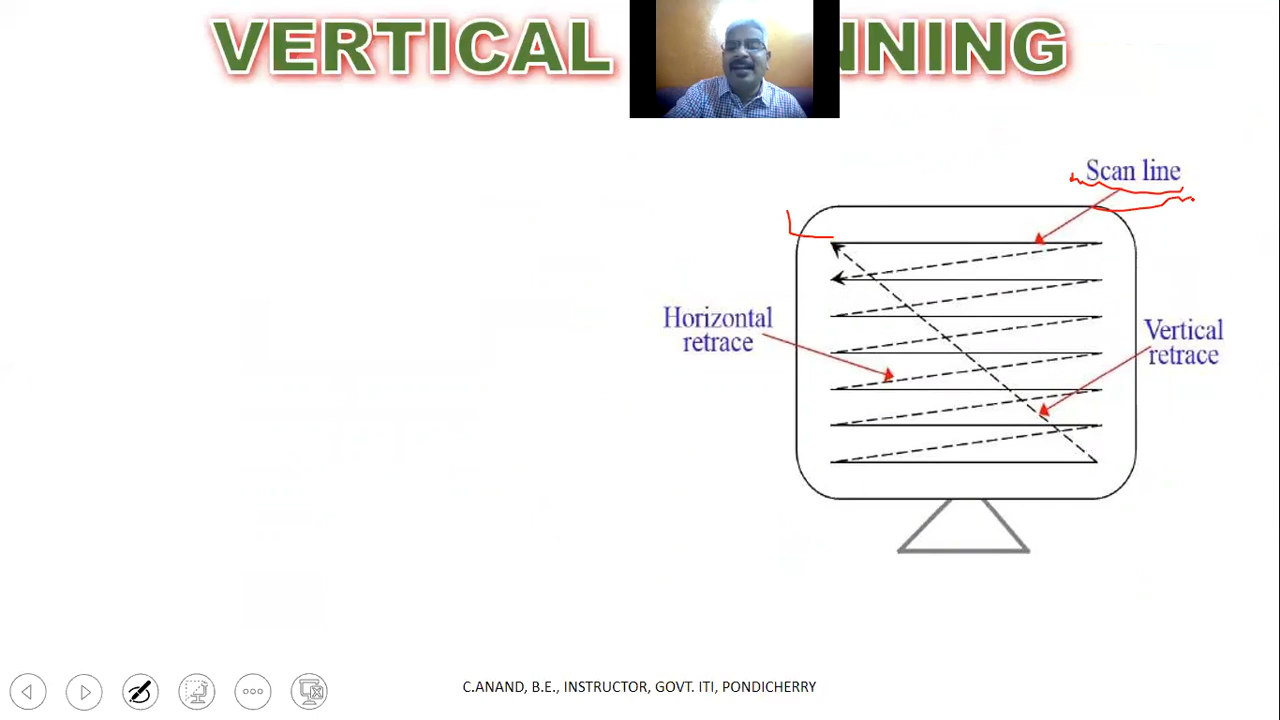 VERTICAL NNING
Scan line
Horizontal
retrace
Vertical
retrace
C.ANAND, B.E., INSTRUCTOR, GOVT. ITI, PONDICHERRY